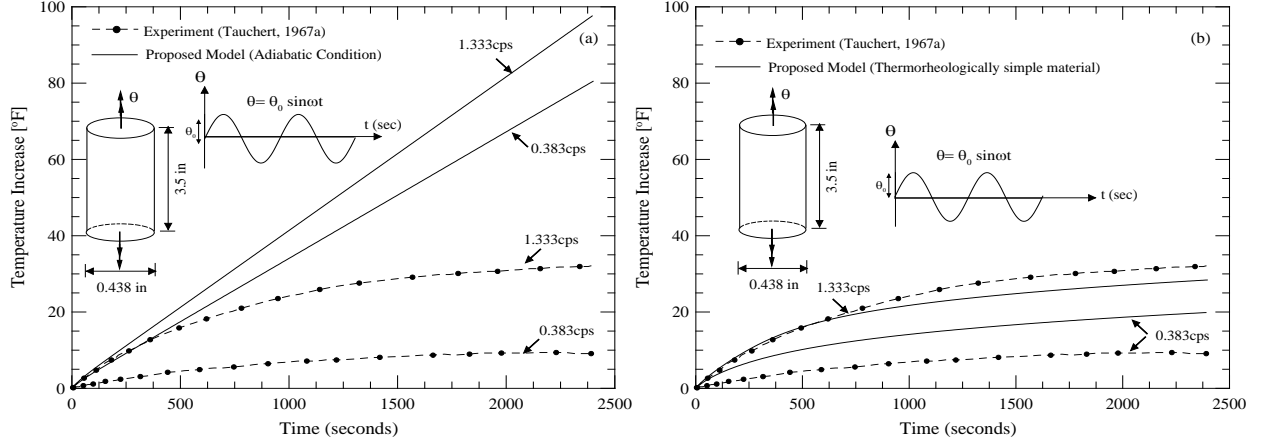 (a)
Experiment (Tauchert, 1967a)
Proposed Model (Adiabatic Condition)
1.333cps
0.383cps
Θ
θ= θ0 sinωt
θ0
t (sec)
Θ
3.5 in
0.438 in
1.333cps
0.383cps
100
80
60
40
20
0
Temperature Increase [°F]
0 500 1000 1500 2000 2500
Time (seconds)
(b)
Experiment (Tauchert, 1967a)
Proposed Model (Thermorheologically simple material)
Θ
3.5 in
0.438 in
Θ
θ= θ0 sinωt
θ0
t (sec)
1.333cps
0.383cps
100
80
60
40
20
0
Temperature Increase [°F]
0 500 1000 1500 2000 2500
Time (seconds)